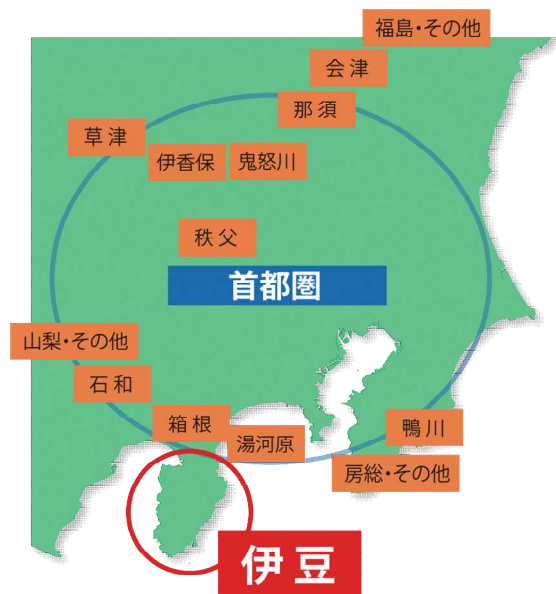 福島・その他
会津
那須
草津
伊香保
鬼怒川
秩父
首都圏
山梨・その他
石和
箱根
湯河原
鴨川
房総・その他
伊豆